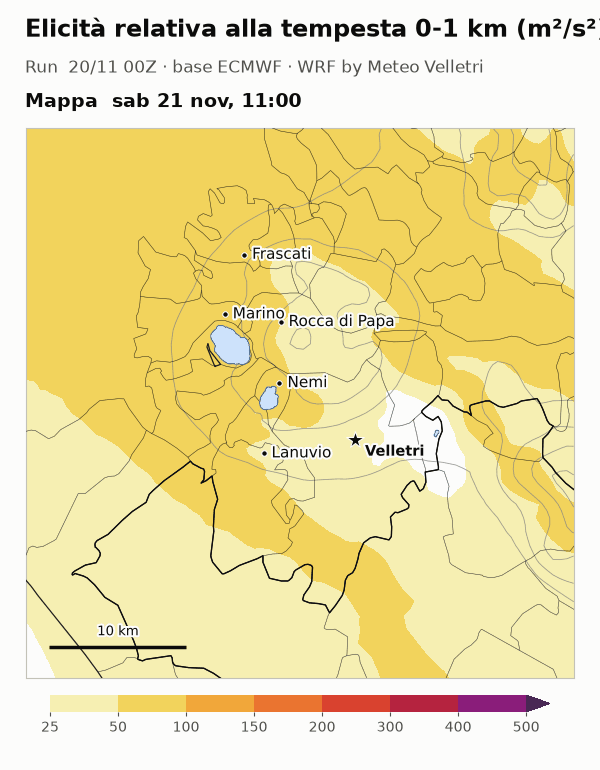 Elicità relativa alla tempesta 0-1 km (m²/s²)
Run  20/11 00Z · base ECMWF · WRF by Meteo Velletri
Mappa  sab 21 nov, 11:00
Frascati
Marino
Rocca di Papa
Nemi
Velletri
Lanuvio
10 km
25 50 100 150 200 300 400 500